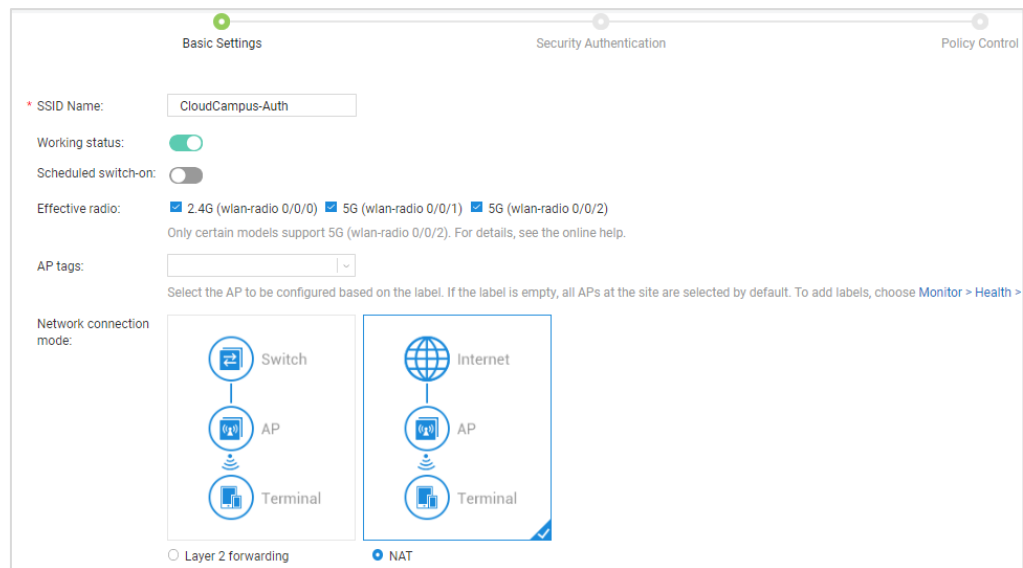 Basic Settings
Security Authentication
Policy Control
* SSID Name:
CloudCampus-Auth
Working status:
Scheduled switch-on:
Effective radio:
2.4G (wlan-radio 0/0/0) 5G (wlan-radio 0/0/1) 5G (wlan-radio 0/0/2)
Only certain models support 5G (wlan-radio 0/0/2). For details, see the online help.
AP tags:
Select the AP to be configured based on the label. If the label is empty, all APs at the site are selected by default. To add labels, choose Monitor > Health >
Network connection
mode:
Switch
AP
Terminal
Internet
AP
Terminal
Layer 2 forwarding
NAT